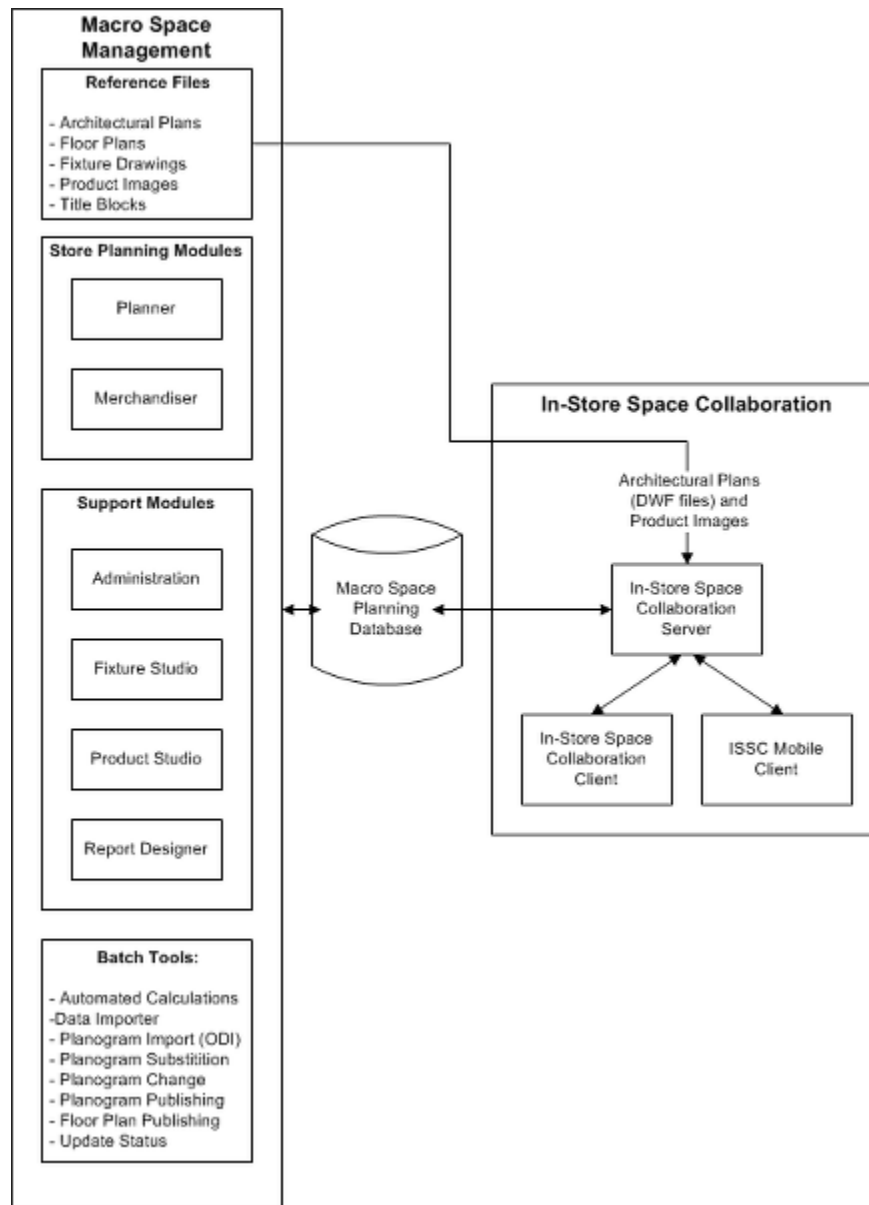 Macro Space
Management
Reference Files
- Architectural Plans
- Floor Plans
- Fixture Drawings
- Product Images
- Title Blocks
Store Planning Modules
Planner
Merchandiser
Support Modules
Administration
Fixture Studio
Product Studio
Report Designer
Batch Tools:
- Automated Calculations
-Data Importer
- Planogram Import (ODI)
- Planogram Substitition
- Planogram Change
- Planogram Publishing
- Floor Plan Publishing
- Update Status
Macro Space
Planning
Database
In-Store Space Collaboration
Architectural Plans
(DWF files) and
Product Images
In-Store Space
Collaboration
Server
In-Store Space
Collaboration
Client
ISSC Mobile
Client